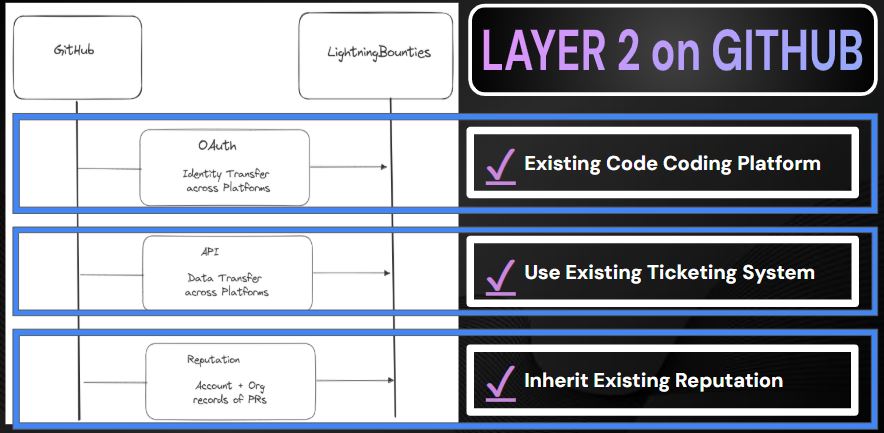 GitHub
LightningBounties
LAYER 2 on GITHUB
OAuth
Identity Transfer
across Platforms
Existing Code Coding Platform
API
Data Transfer
across Platforms
Use Existing Ticketing System
Reputation
Account + Org
records of PRs
Inherit Existing Reputation